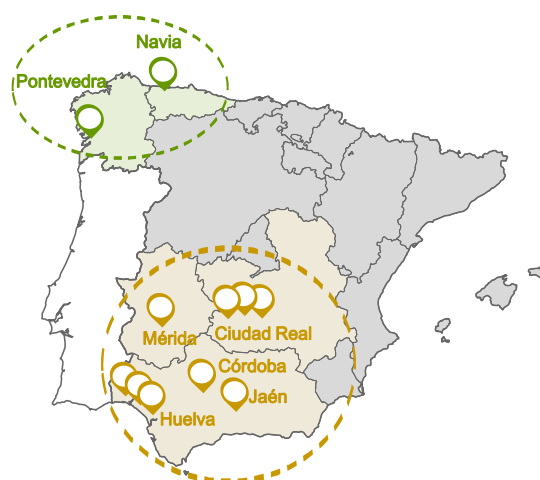 Navia
Pontevedra
Mérida
Ciudad Real
Córdoba
Jaén
Huelva